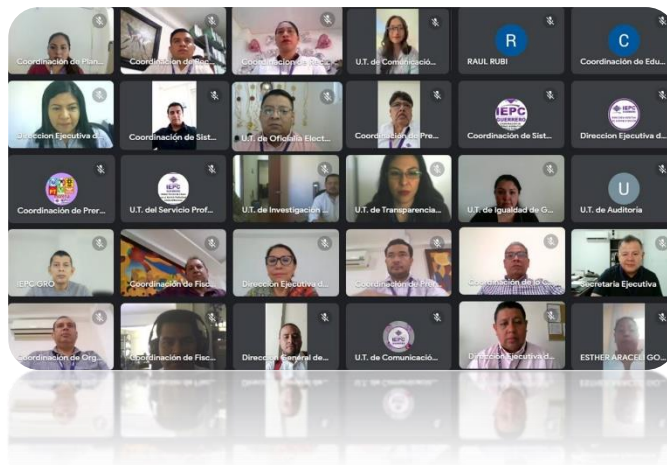 Coordinación de Plan...
Coordinación de Rec...
Coordinación de Rec...
U.T. de Comunicació...
R
RAUL RUBI
C
Coordinación de Edu...
Direccion Ejecutiva d...
Coordinación de Sist...
U.T. de Oficialía Elect...
Coordinación de Pre...
IEPC
GUERRERO
Coordinación de Sist...
IEPC
Direccion Ejecutiva d...
Coordinación de Prer...
IEPC
U.T. del Servicio Prof...
U.T. de Investigación ...
U.T. de Transparencia...
U.T. de Igualdad de G...
U
U.T. de Auditoría
IEPC GRO
Coordinación de Fisc...
Dirección Ejecutiva d...
Coordinación de Pre...
Coordinación de lo C...
Secretaria Ejecutiva
Coordinación de Org...
Coordinación de Fisc...
Dirección General de...
IEPC
U.T. de Comunicació...
Dirección Ejecutiva d...
ESTHER ARACELI GO...